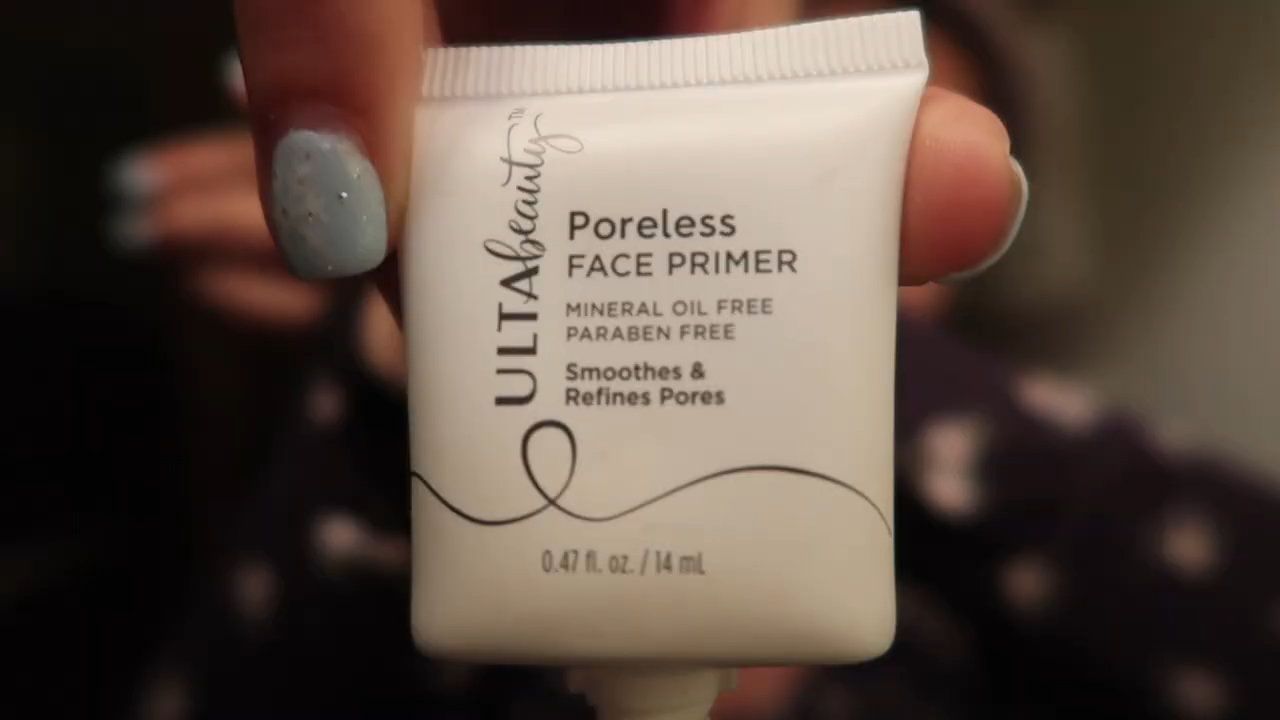 ULTA beauty™
Poreless
FACE PRIMER
MINERAL OIL FREE
PARABEN FREE
Smoothes &
Refines Pores
0.47 fl. oz. / 14 mL